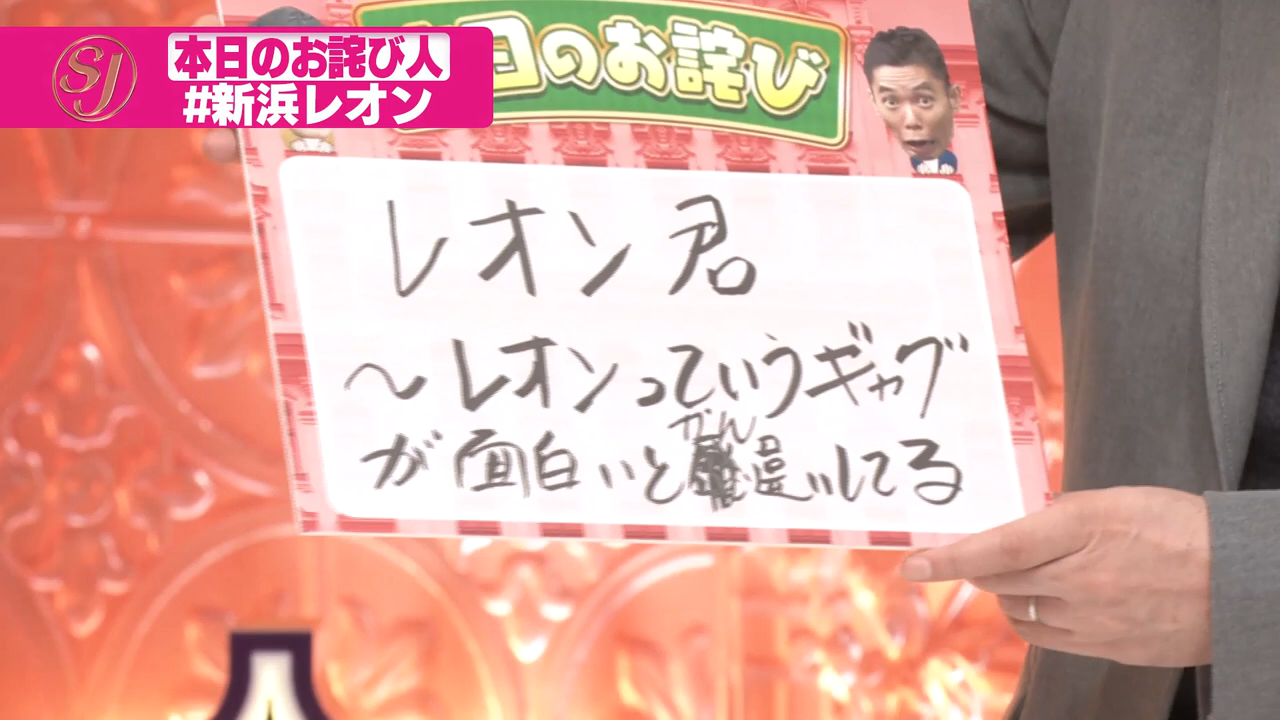 SJ
本日のお詫び人
#新浜レオン
日のお詫び
レオン君
～レオンっていうギャグ
かん
が面白いと違いしてる